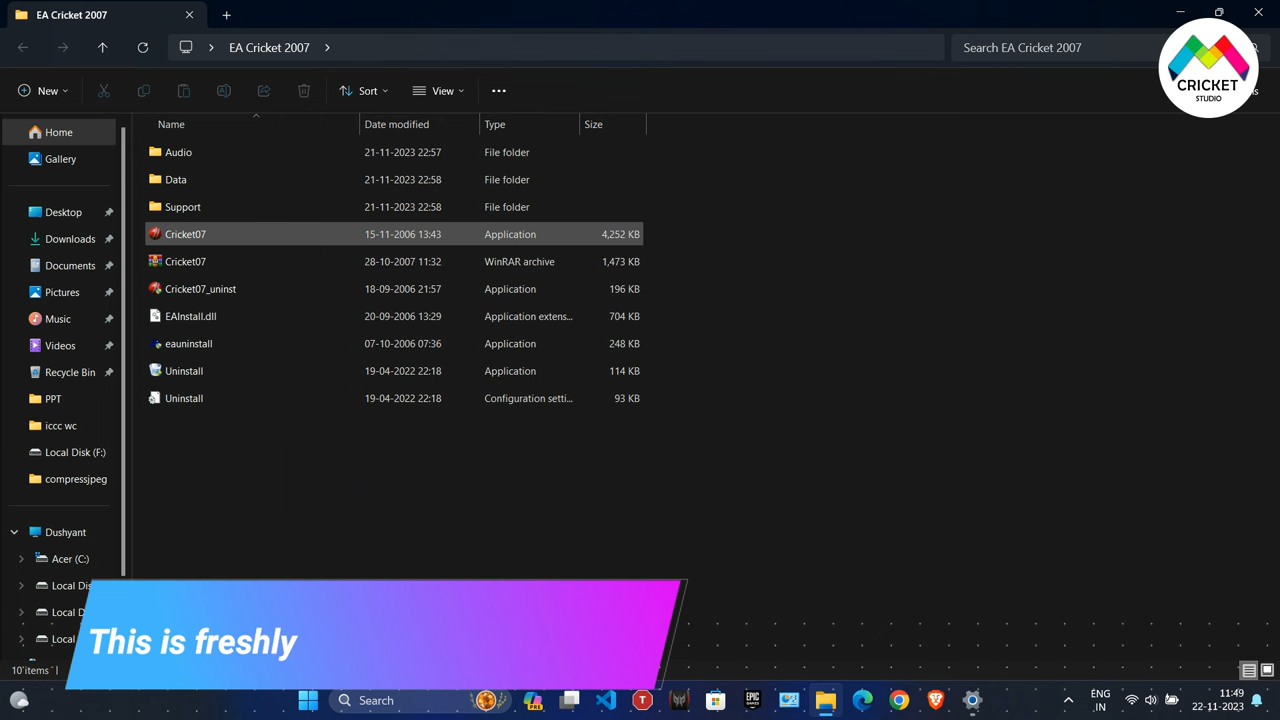 EA Cricket 2007
EA Cricket 2007
Search EA Cricket 2007
CRICKET
STUDIO
New
Sort
View
Name Date modified Type Size
Audio 21-11-2023 22:57 File folder
Data 21-11-2023 22:58 File folder
Support 21-11-2023 22:58 File folder
Cricket07 15-11-2006 13:43 Application 4,252 KB
Cricket07 28-10-2007 11:32 WinRAR archive 1,473 KB
Cricket07_uninst 18-09-2006 21:57 Application 196 KB
EAInstall.dll 20-09-2006 13:29 Application extens... 704 KB
eauninstall 07-10-2006 07:36 Application 248 KB
Uninstall 19-04-2022 22:18 Application 114 KB
Uninstall 19-04-2022 22:18 Configuration setti... 93 KB
Home
Gallery
Desktop
Downloads
Documents
Pictures
Music
Videos
Recycle Bin
PPT
iccc wc
Local Disk (F:)
compressjpeg
Dushyant
Acer (C:)
Local Dis
Local D
Local
This is freshly
10 items
Search
PRE
EPIC
GAMES
ENG
IN
11:49
22-11-2023